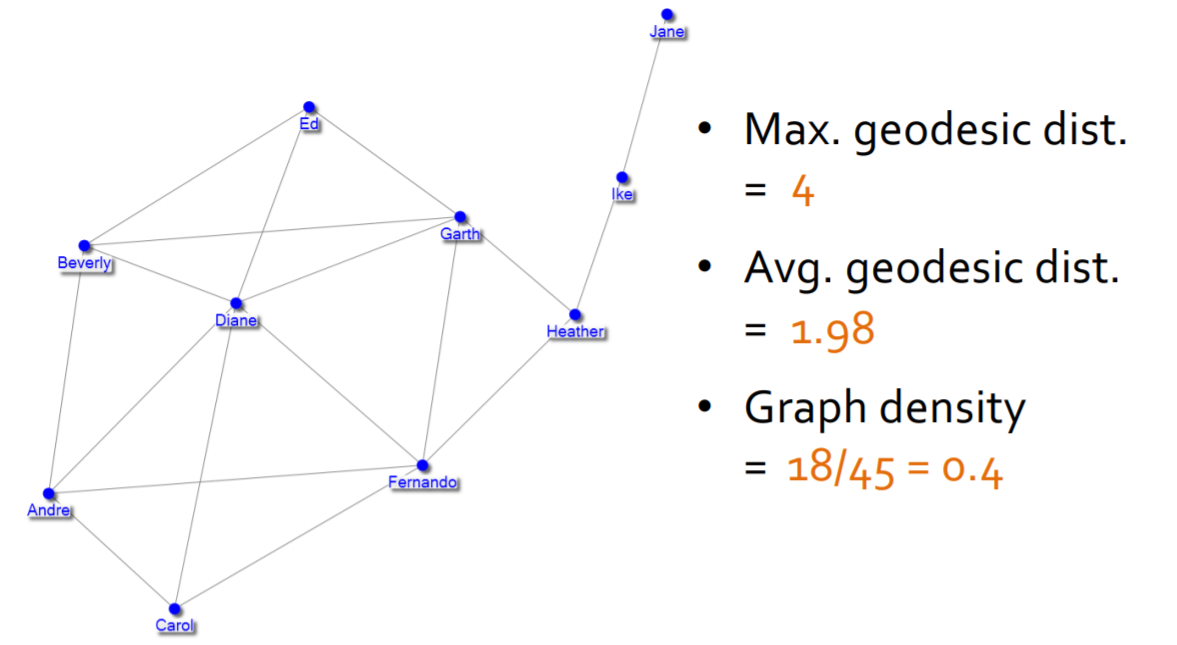 Jane
Ed
Ike
Garth
Beverly
Diane
Heather
Fernando
Andre
Carol
• Max. geodesic dist.
= 4
• Avg. geodesic dist.
= 1.98
• Graph density
= 18/45 = 0.4